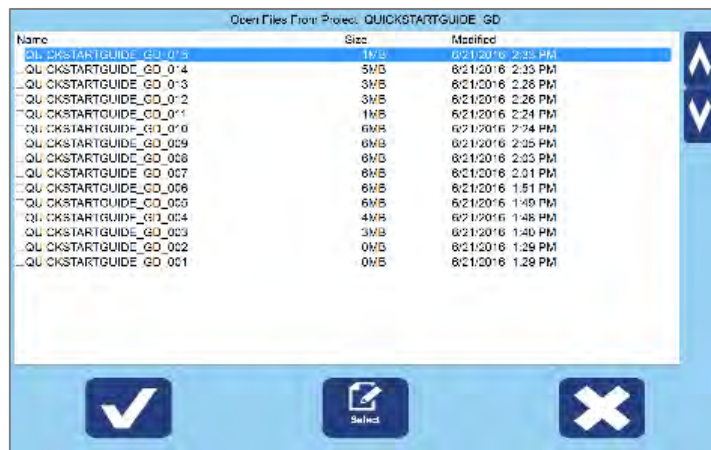 Open Files From Project QUICKSTARTGUIDE_GD
Name Size Modified
QUICKSTARTGUIDE_GD_015 1MB 6/21/2016 2:33 PM
QUICKSTARTGUIDE_GD_014 5MB 6/21/2016 2:33 PM
QUICKSTARTGUIDE_GD_013 3MB 6/21/2016 2:28 PM
QUICKSTARTGUIDE_GD_012 3MB 6/21/2016 2:26 PM
QUICKSTARTGUIDE_GD_011 1MB 6/21/2016 2:24 PM
QUICKSTARTGUIDE_GD_010 6MB 6/21/2016 2:24 PM
QUICKSTARTGUIDE_GD_009 6MB 6/21/2016 2:05 PM
QUICKSTARTGUIDE_GD_008 6MB 6/21/2016 2:03 PM
QUICKSTARTGUIDE_GD_007 6MB 6/21/2016 2:01 PM
QUICKSTARTGUIDE_GD_006 6MB 6/21/2016 1:51 PM
QUICKSTARTGUIDE_GD_005 6MB 6/21/2016 1:49 PM
QUICKSTARTGUIDE_GD_004 4MB 6/21/2016 1:48 PM
QUICKSTARTGUIDE_GD_003 3MB 6/21/2016 1:40 PM
QUICKSTARTGUIDE_GD_002 0MB 6/21/2016 1:29 PM
QUICKSTARTGUIDE_GD_001 0MB 6/21/2016 1:29 PM
Select